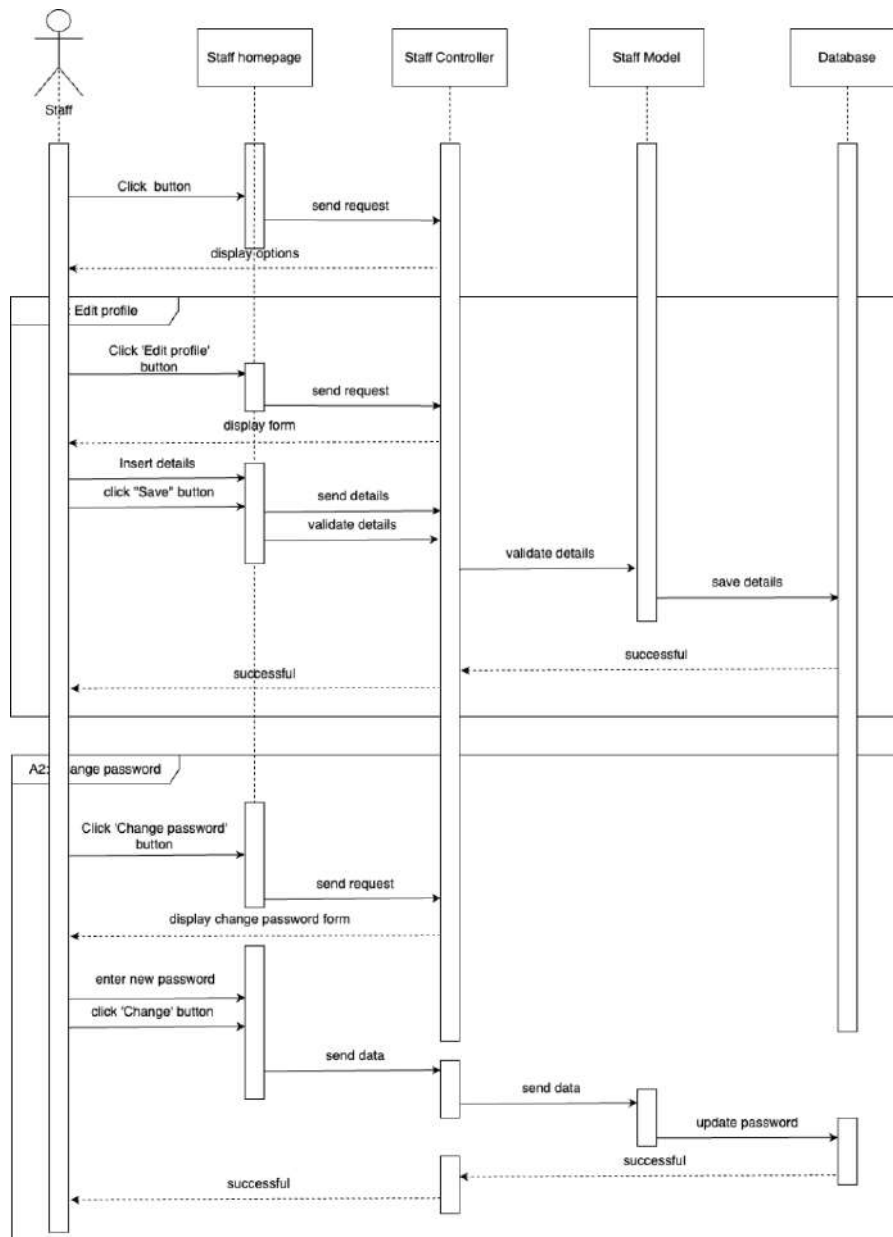 Staff
Staff homepage
Staff Controller
Staff Model
Database
Click button
send request
display options
: Edit profile
Click 'Edit profile'
button
send request
display form
Insert details
click "Save" button
send details
validate details
validate details
save details
successful
successful
A2: ange password
Click 'Change password'
button
send request
display change password form
enter new password
click 'Change' button
send data
send data
update password
successful
successful